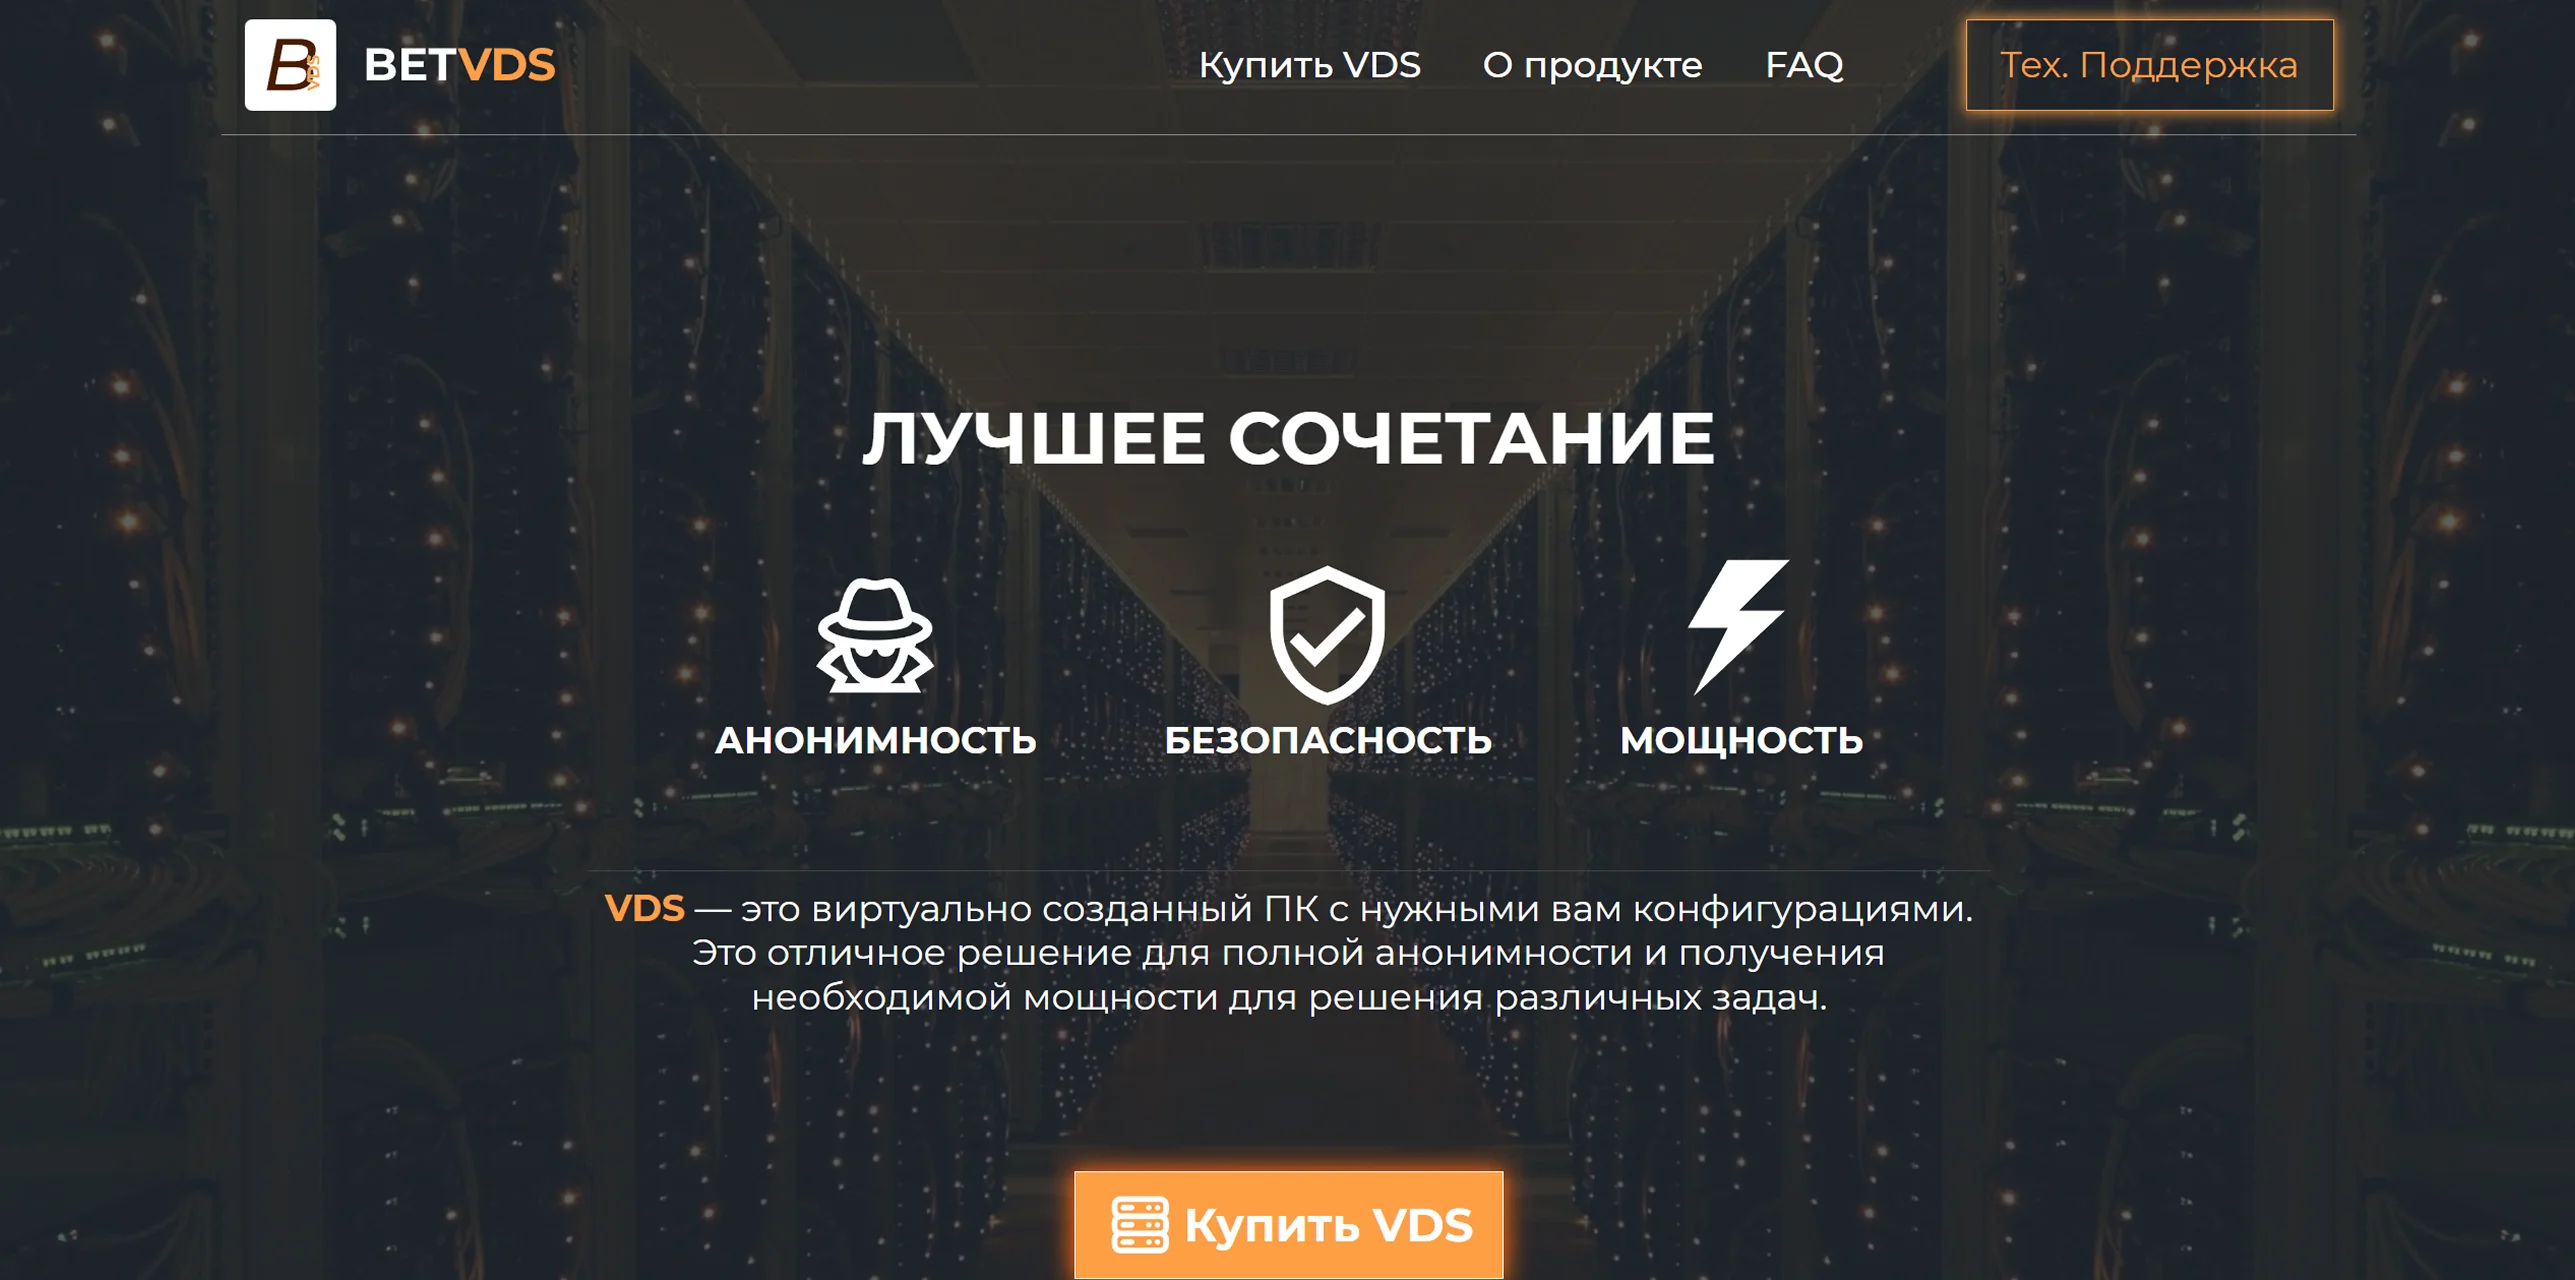 B VDS
BETVDS
Купить VDS
О продукте
FAQ
Тех. Поддержка
ЛУЧШЕЕ СОЧЕТАНИЕ
АНОНИМНОСТЬ
БЕЗОПАСНОСТЬ
МОЩНОСТЬ
VDS — это виртуально созданный ПК с нужными вам конфигурациями.
Это отличное решение для полной анонимности и получения
необходимой мощности для решения различных задач.
Купить VDS